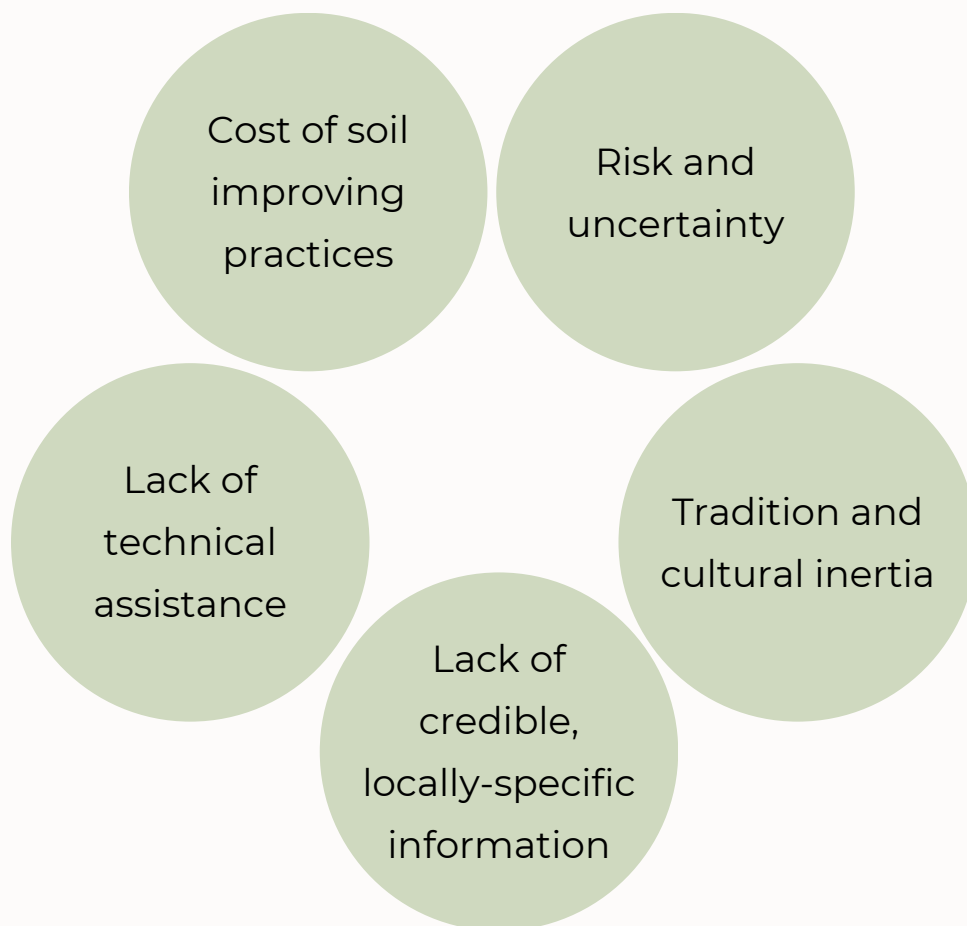 Cost of soil
improving
practices
Risk and
uncertainty
Lack of
technical
assistance
Tradition and
cultural inertia
Lack of
credible,
locally-specific
information